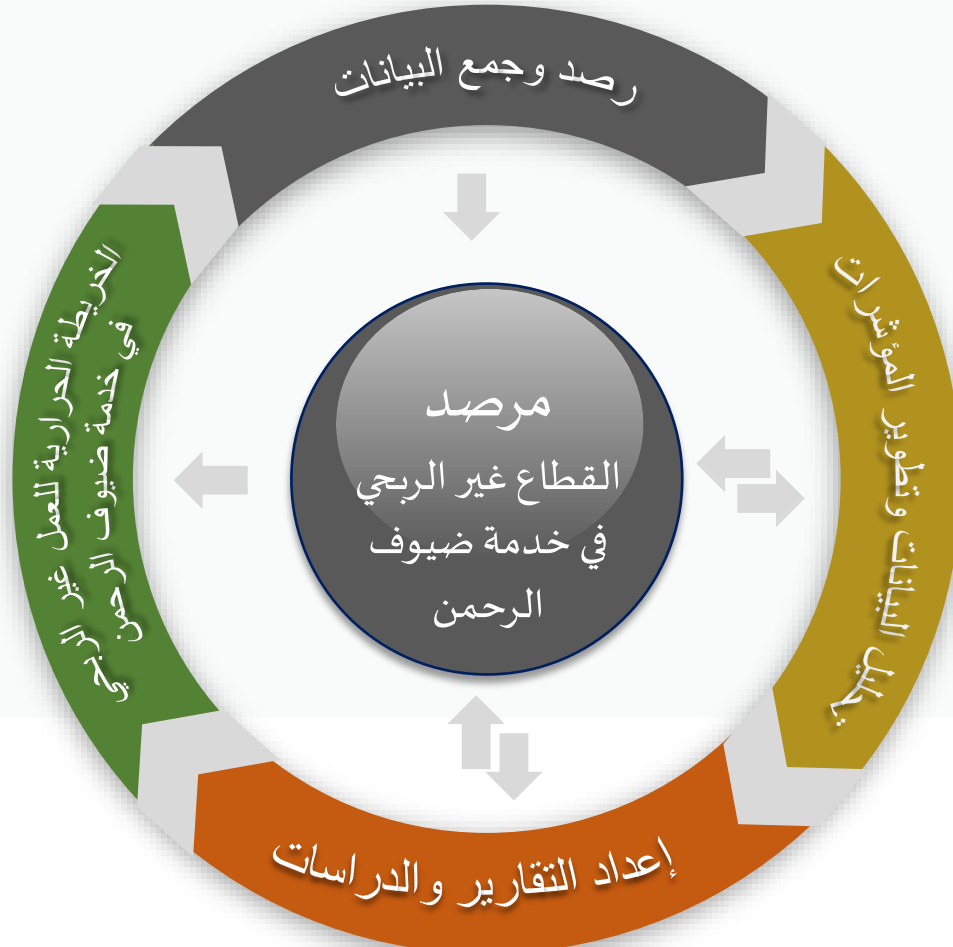 رصد وجمع البيانات
تحليل البيانات وتطوير المؤشرات
إعداد التقارير والدراسات
الخريطة الحرارية للعمل غير الربحي
في خدمة ضيوف الرحمن
مرصد
القطاع غير الربحي
في خدمة ضيوف
الرحمن